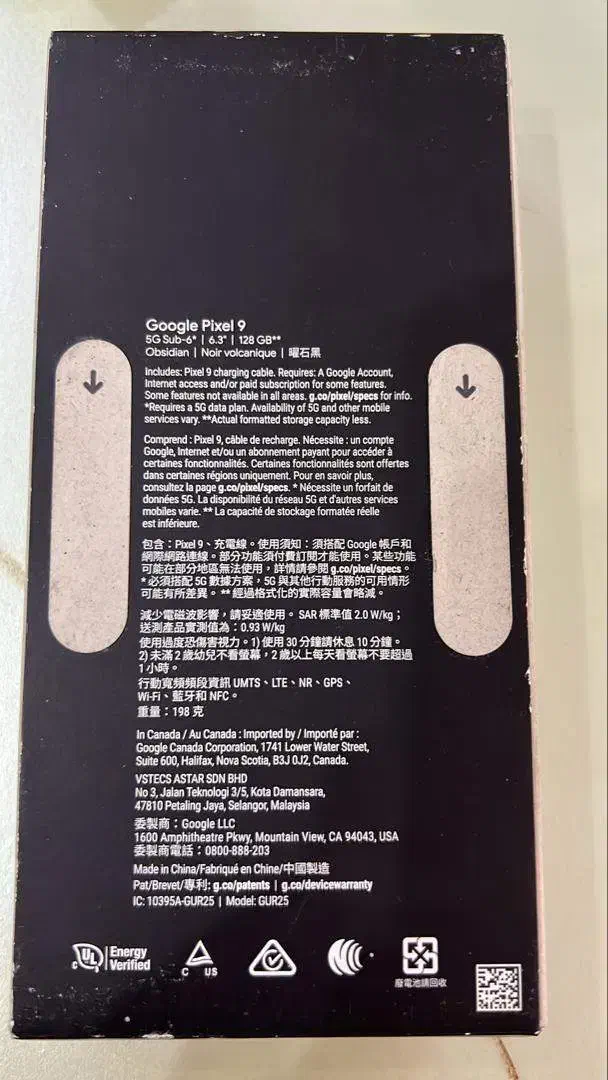 Google Pixel 9
5G Sub-6* | 6.3" | 128 GB**
Obsidian | Noir volcanique | 曜石黑
Includes: Pixel 9 charging cable. Requires: A Google Account,
Internet access and/or paid subscription for some features.
Some features not available in all areas. g.co/pixel/specs for info.
*Requires a 5G data plan. Availability of 5G and other mobile
services vary. **Actual formatted storage capacity less.
Comprend : Pixel 9, câble de recharge. Nécessite : un compte
Google, Internet et/ou un abonnement payant pour accéder à
certaines fonctionnalités. Certaines fonctionnalités sont offertes
dans certaines régions uniquement. Pour en savoir plus,
consultez la page g.co/pixel/specs. * Nécessite un forfait de
données 5G. La disponibilité du réseau 5G et d'autres services
mobiles varie. ** La capacité de stockage formatée réelle
est inférieure.
包含：Pixel 9、充電線。使用須知：須搭配 Google 帳戶和
網際網路連線。部分功能須付費訂閱才能使用。某些功能
可能在部分地區無法使用，詳情請參閱 g.co/pixel/specs。
* 必須搭配 5G 數據方案，5G 與其他行動服務的可用情形
可能有所差異。** 經過格式化的實際容量會略減。
減少電磁波影響，請妥適使用。SAR 標準值 2.0 W/kg；
送測產品實測值為：0.93 W/kg
使用過度恐傷害視力。1) 使用 30 分鐘請休息 10 分鐘。
2) 未滿 2 歲幼兒不看螢幕，2 歲以上每天看螢幕不要超過
1 小時。
行動寬頻頻段資訊 UMTS、LTE、NR、GPS、
Wi-Fi、藍牙和 NFC。
重量：198 克
In Canada / Au Canada : Imported by / Importé par :
Google Canada Corporation, 1741 Lower Water Street,
Suite 600, Halifax, Nova Scotia, B3J 0J2, Canada.
VSTECS ASTAR SDN BHD
No 3, Jalan Teknologi 3/5, Kota Damansara,
47810 Petaling Jaya, Selangor, Malaysia
委製商：Google LLC
1600 Amphitheatre Pkwy, Mountain View, CA 94043, USA
委製商電話：0800-888-203
Made in China/Fabriqué en Chine/中國製造
Pat/Brevet/專利: g.co/patents | g.co/devicewarranty
IC: 10395A-GUR25 | Model: GUR25
C UL US | Energy
Verified
C US
廢電池請回收